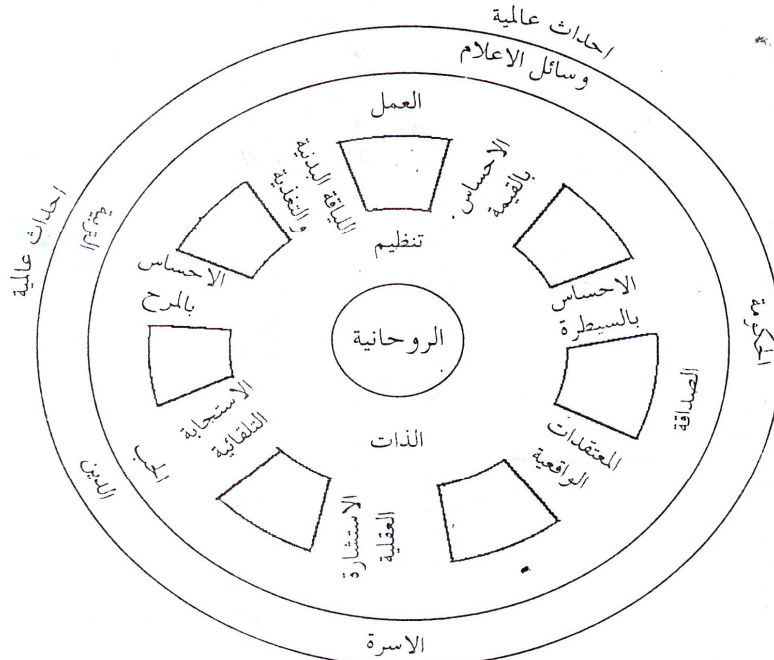 احداث عالمية
وسائل الاعلام
العمل
الاحساس
بالقيمة
اللياقة البدنية
والتغذية
تنظيم
احداث عالمية
الاحساس
بالمرح
الاحساس
بالسيطرة
الحكومة
الروحانية
الصداقة
الاستجابة
التلقائية
الذات
المعتقدات
الواقعية
الحب
الدين
الاستشارة
العقلية
الاسرة